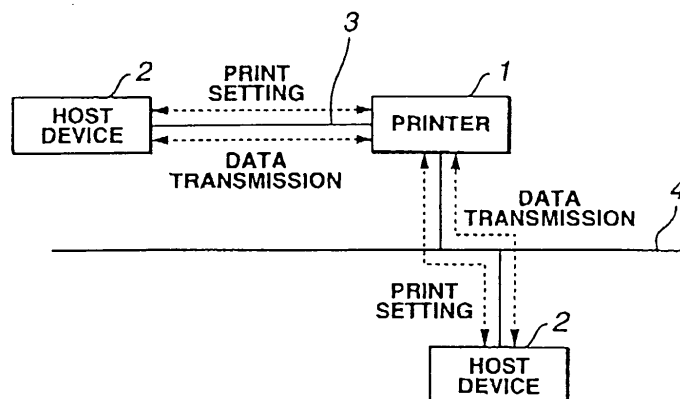 3
2
1
PRINT
SETTING
HOST
DEVICE
PRINTER
DATA
TRANSMISSION
DATA
TRANSMISSION
4
PRINT
SETTING
2
HOST
DEVICE